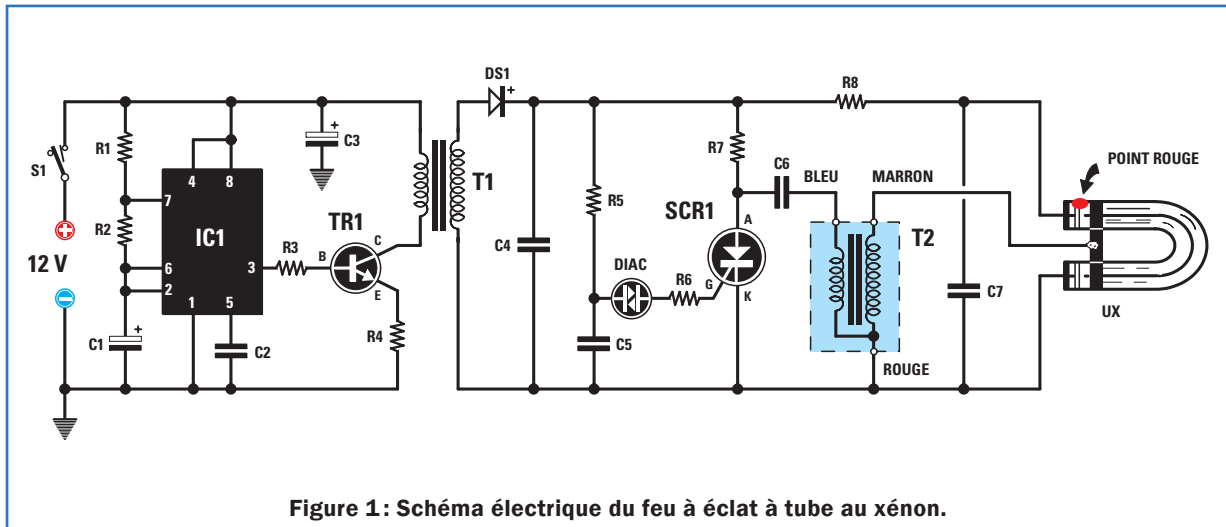 DS1
+
R8
S1
R1
+
C3
POINT ROUGE
T1
R7
C6
BLEU
MARRON
4
8
7
R2
IC1
TR1
R5
SCR1
A
T2
12 V
+
−
6
2
3
R3
B
C
E
C4
DIAC
R6
G
K
C7
UX
1
5
C1
+
C2
R4
C5
ROUGE
Figure 1: Schéma électrique du feu à éclat à tube au xénon.